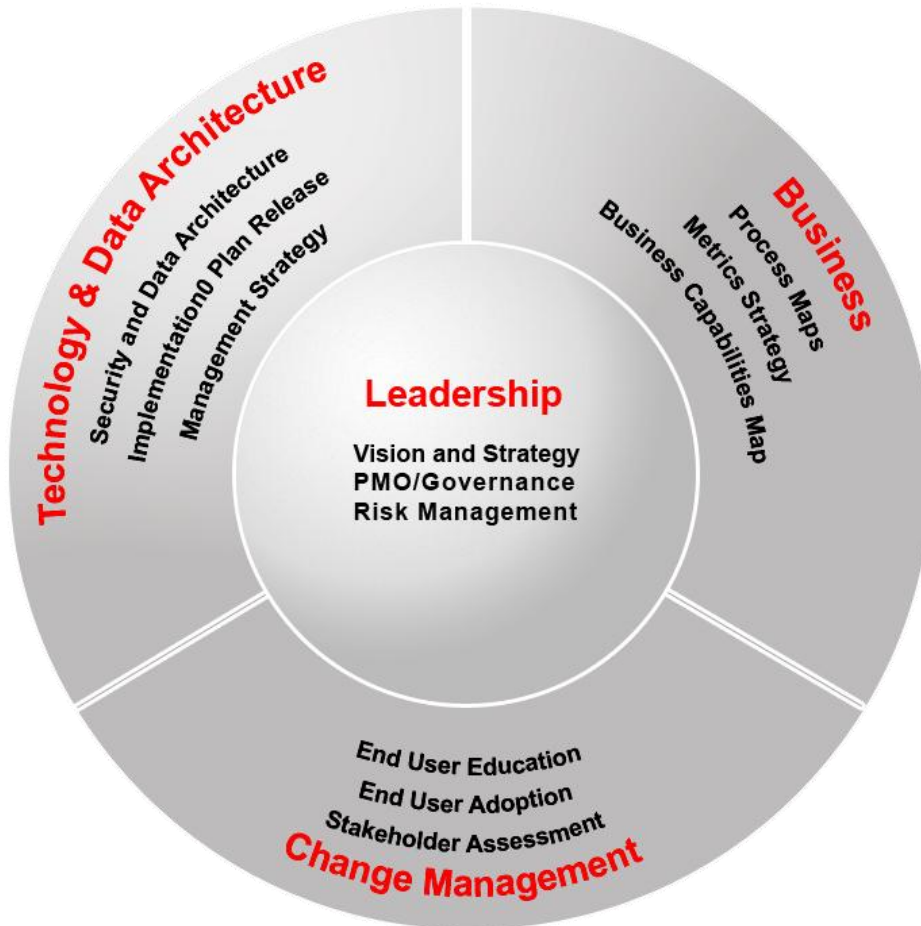 Technology & Data Architecture
Security and Data Architecture
Implementation0 Plan Release
Management Strategy
Business
Process Maps
Metrics Strategy
Business Capabilities Map
Leadership
Vision and Strategy
PMO/Governance
Risk Management
End User Education
End User Adoption
Stakeholder Assessment
Change Management